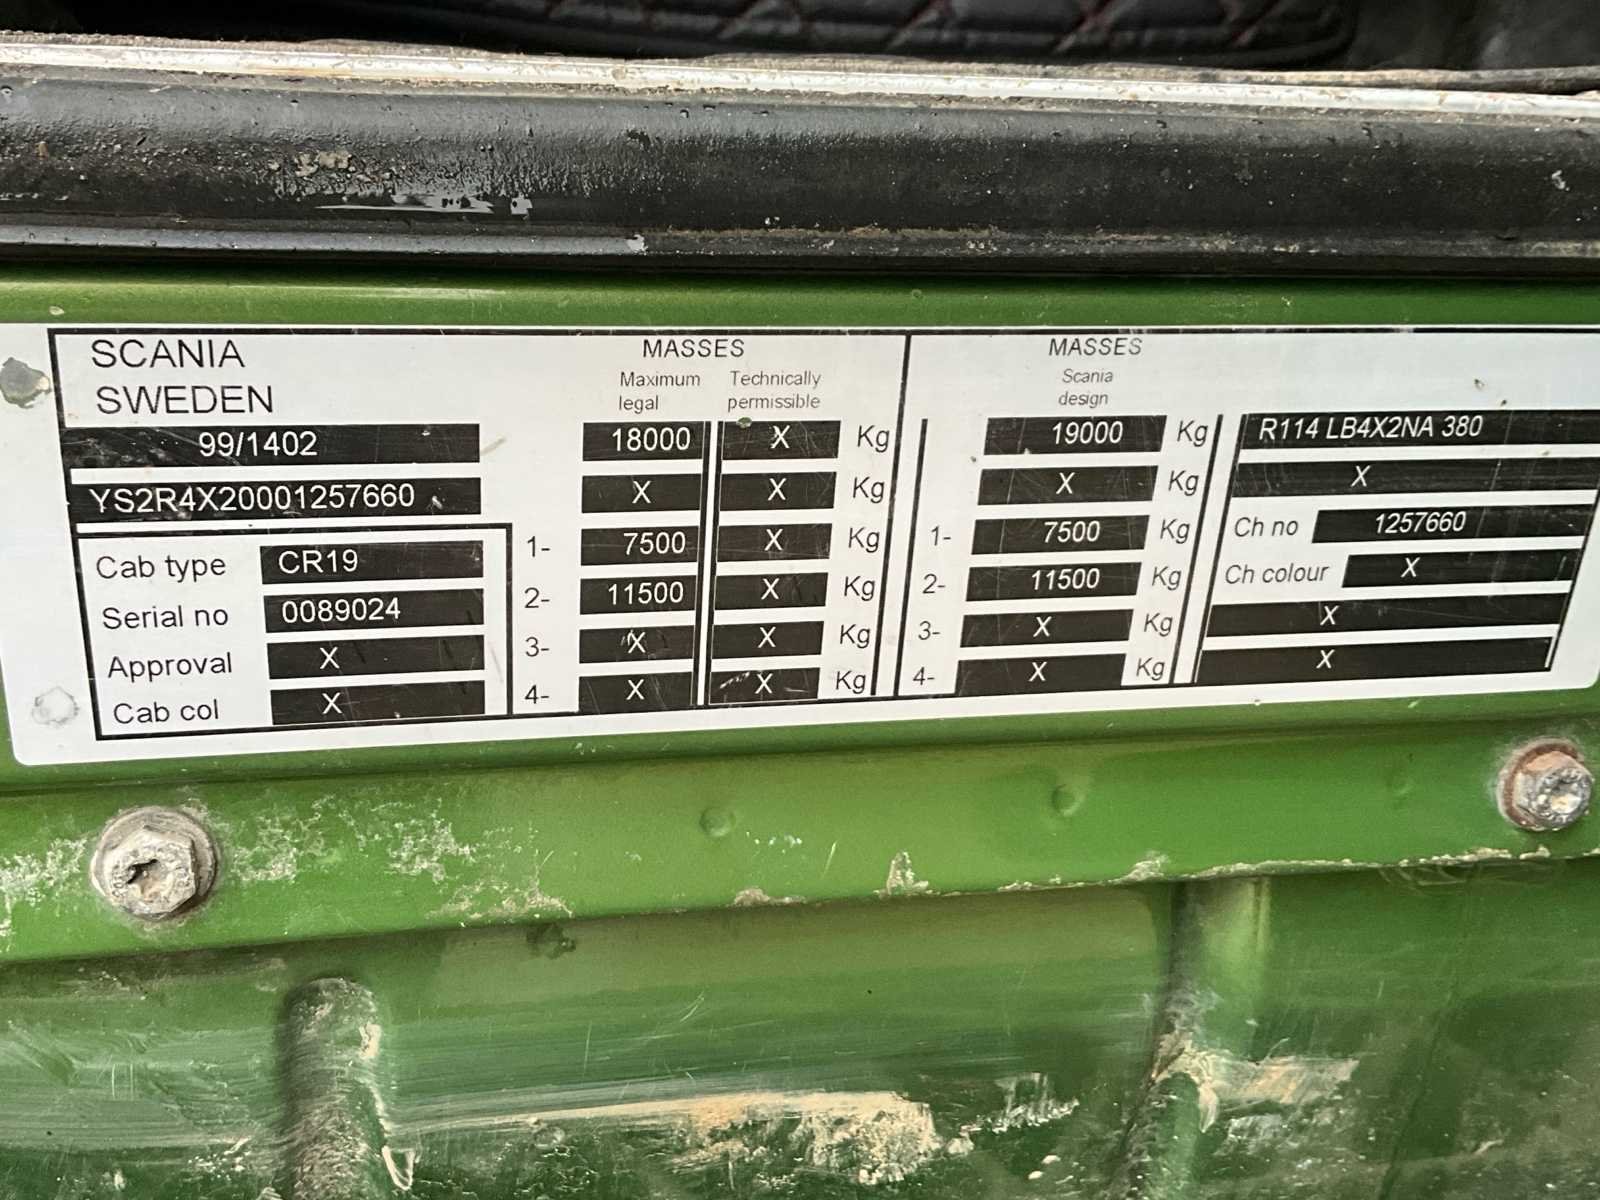 SCANIA
SWEDEN
99/1402
YS2R4X20001257660
Cab type CR19
Serial no 0089024
Approval X
Cab col X
MASSES
Maximum legal Technically permissible
18000 X Kg
X X Kg
1- 7500 X Kg
2- 11500 X Kg
3- X X Kg
4- X X Kg
MASSES
Scania
design
19000 Kg
X Kg
1- 7500 Kg
2- 11500 Kg
3- X Kg
4- X Kg
R114 LB4X2NA 380
X
Ch no 1257660
Ch colour X
X
X